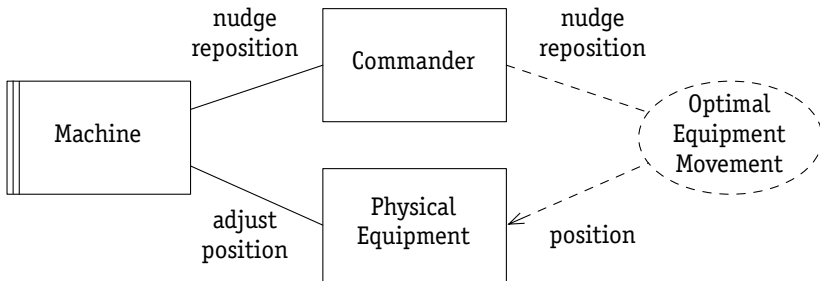 nudge
reposition
Commander
nudge
reposition
Machine
Optimal
Equipment
Movement
adjust
position
Physical
Equipment
position